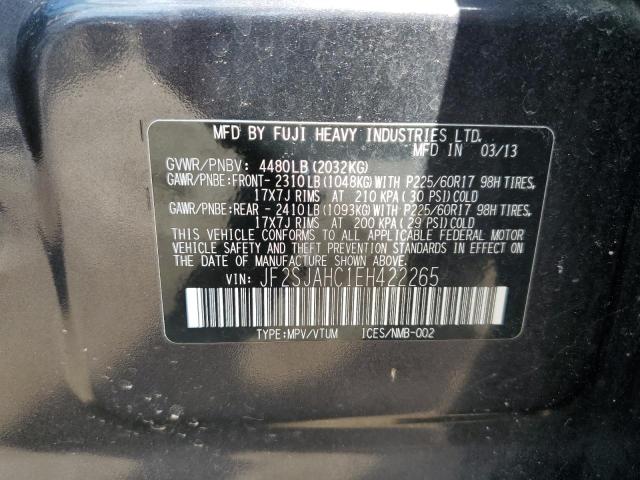 MFD BY FUJI HEAVY INDUSTRIES LTD.
MFD IN 03/13
GVWR/PNBV: 4480LB(2032KG)
GAWR/PNBE:FRONT- 2310LB(1048KG)WITH P225/60R17 98H TIRES,
17X7J RIMS AT 210 KPA( 30 PSI) COLD
GAWR/PNBE:REAR - 2410LB(1093KG)WITH P225/60R17 98H TIRES,
17X7J RIMS AT 200 KPA( 29 PSI) COLD
THIS VEHICLE CONFORMS TO ALL APPLICABLE FEDERAL MOTOR
VEHICLE SAFETY AND THEFT PREVENTION STANDARDS IN EFFECT
ON THE DATE OF MANUFACTURE SHOWN ABOVE.
VIN: JF2SJAHC1EH422265
TYPE:MPV/VTUM ICES/NMB-002